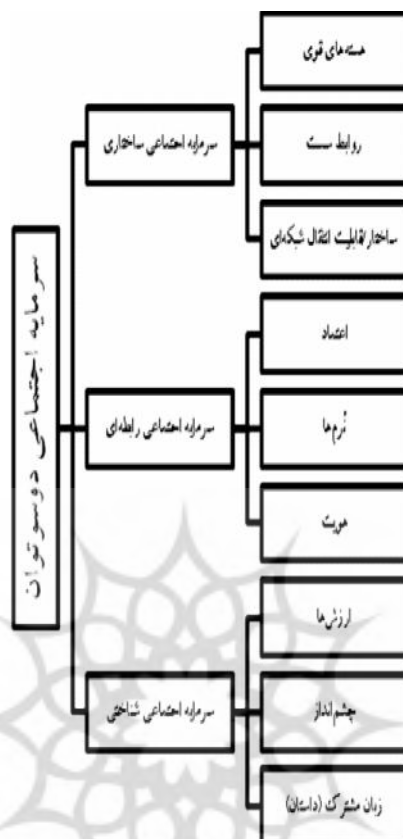 سرمایه اجتماعی دوسوتوان
سرمایه اجتماعی ساختاری
هسته‌های قوی
روابط سست
ساختار/قابلیت انتقال شبکه‌ای
سرمایه اجتماعی رابطه‌ای
اعتماد
نُرم‌ها
هویت
سرمایه اجتماعی شناختی
ارزش‌ها
چشم‌انداز
زبان مشترک (داستان)